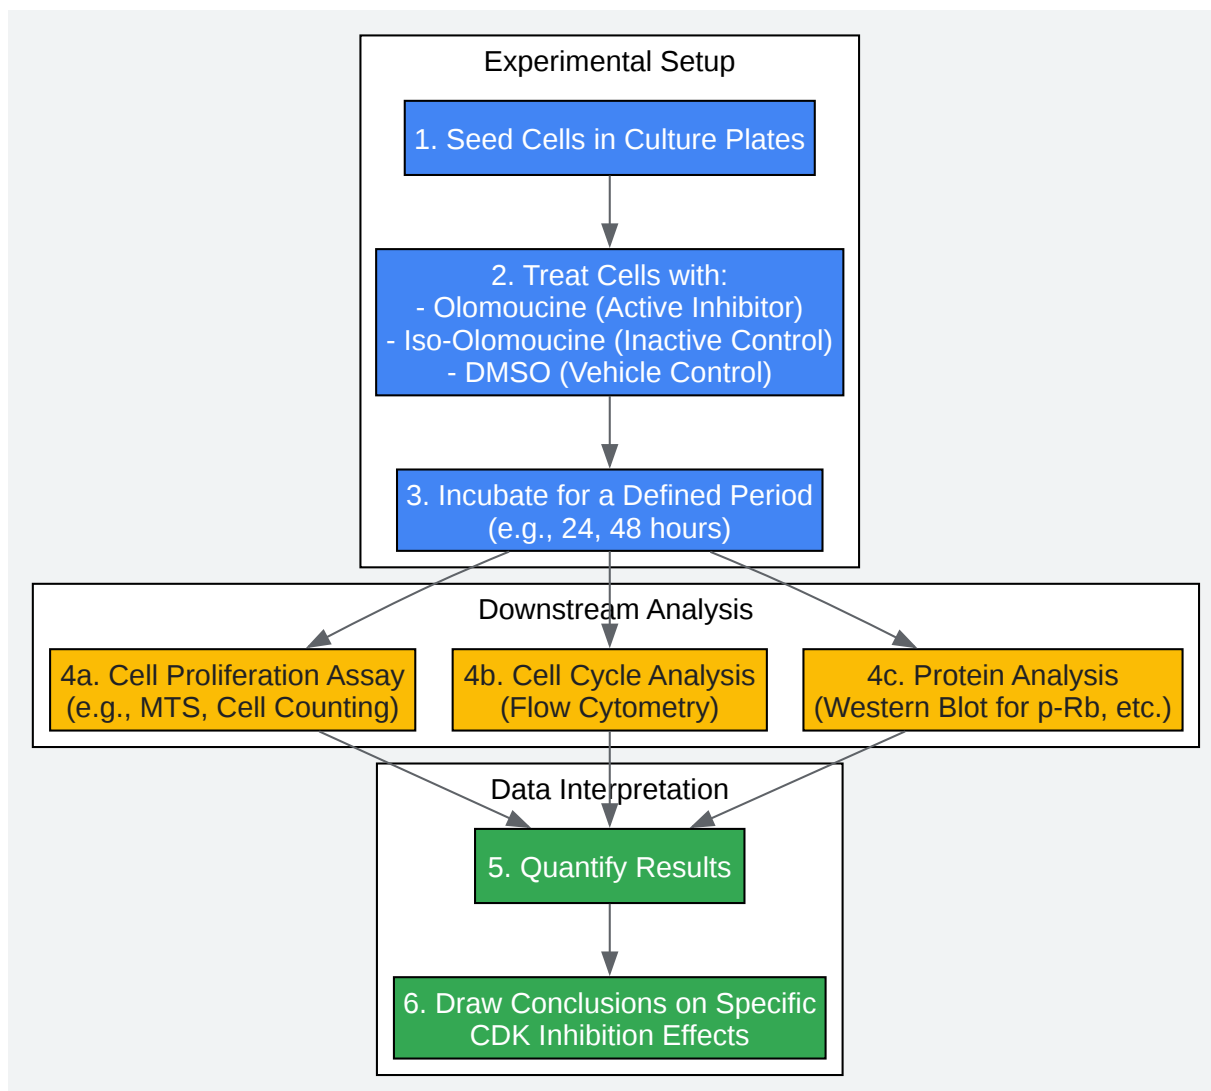 Experimental Setup
1. Seed Cells in Culture Plates
2. Treat Cells with:
- Olomoucine (Active Inhibitor)
- Iso-Olomoucine (Inactive Control)
- DMSO (Vehicle Control)
3. Incubate for a Defined Period
(e.g., 24, 48 hours)
Downstream Analysis
4a. Cell Proliferation Assay
(e.g., MTS, Cell Counting)
4b. Cell Cycle Analysis
(Flow Cytometry)
4c. Protein Analysis
(Western Blot for p-Rb, etc.)
Data Interpretation
5. Quantify Results
6. Draw Conclusions on Specific
CDK Inhibition Effects